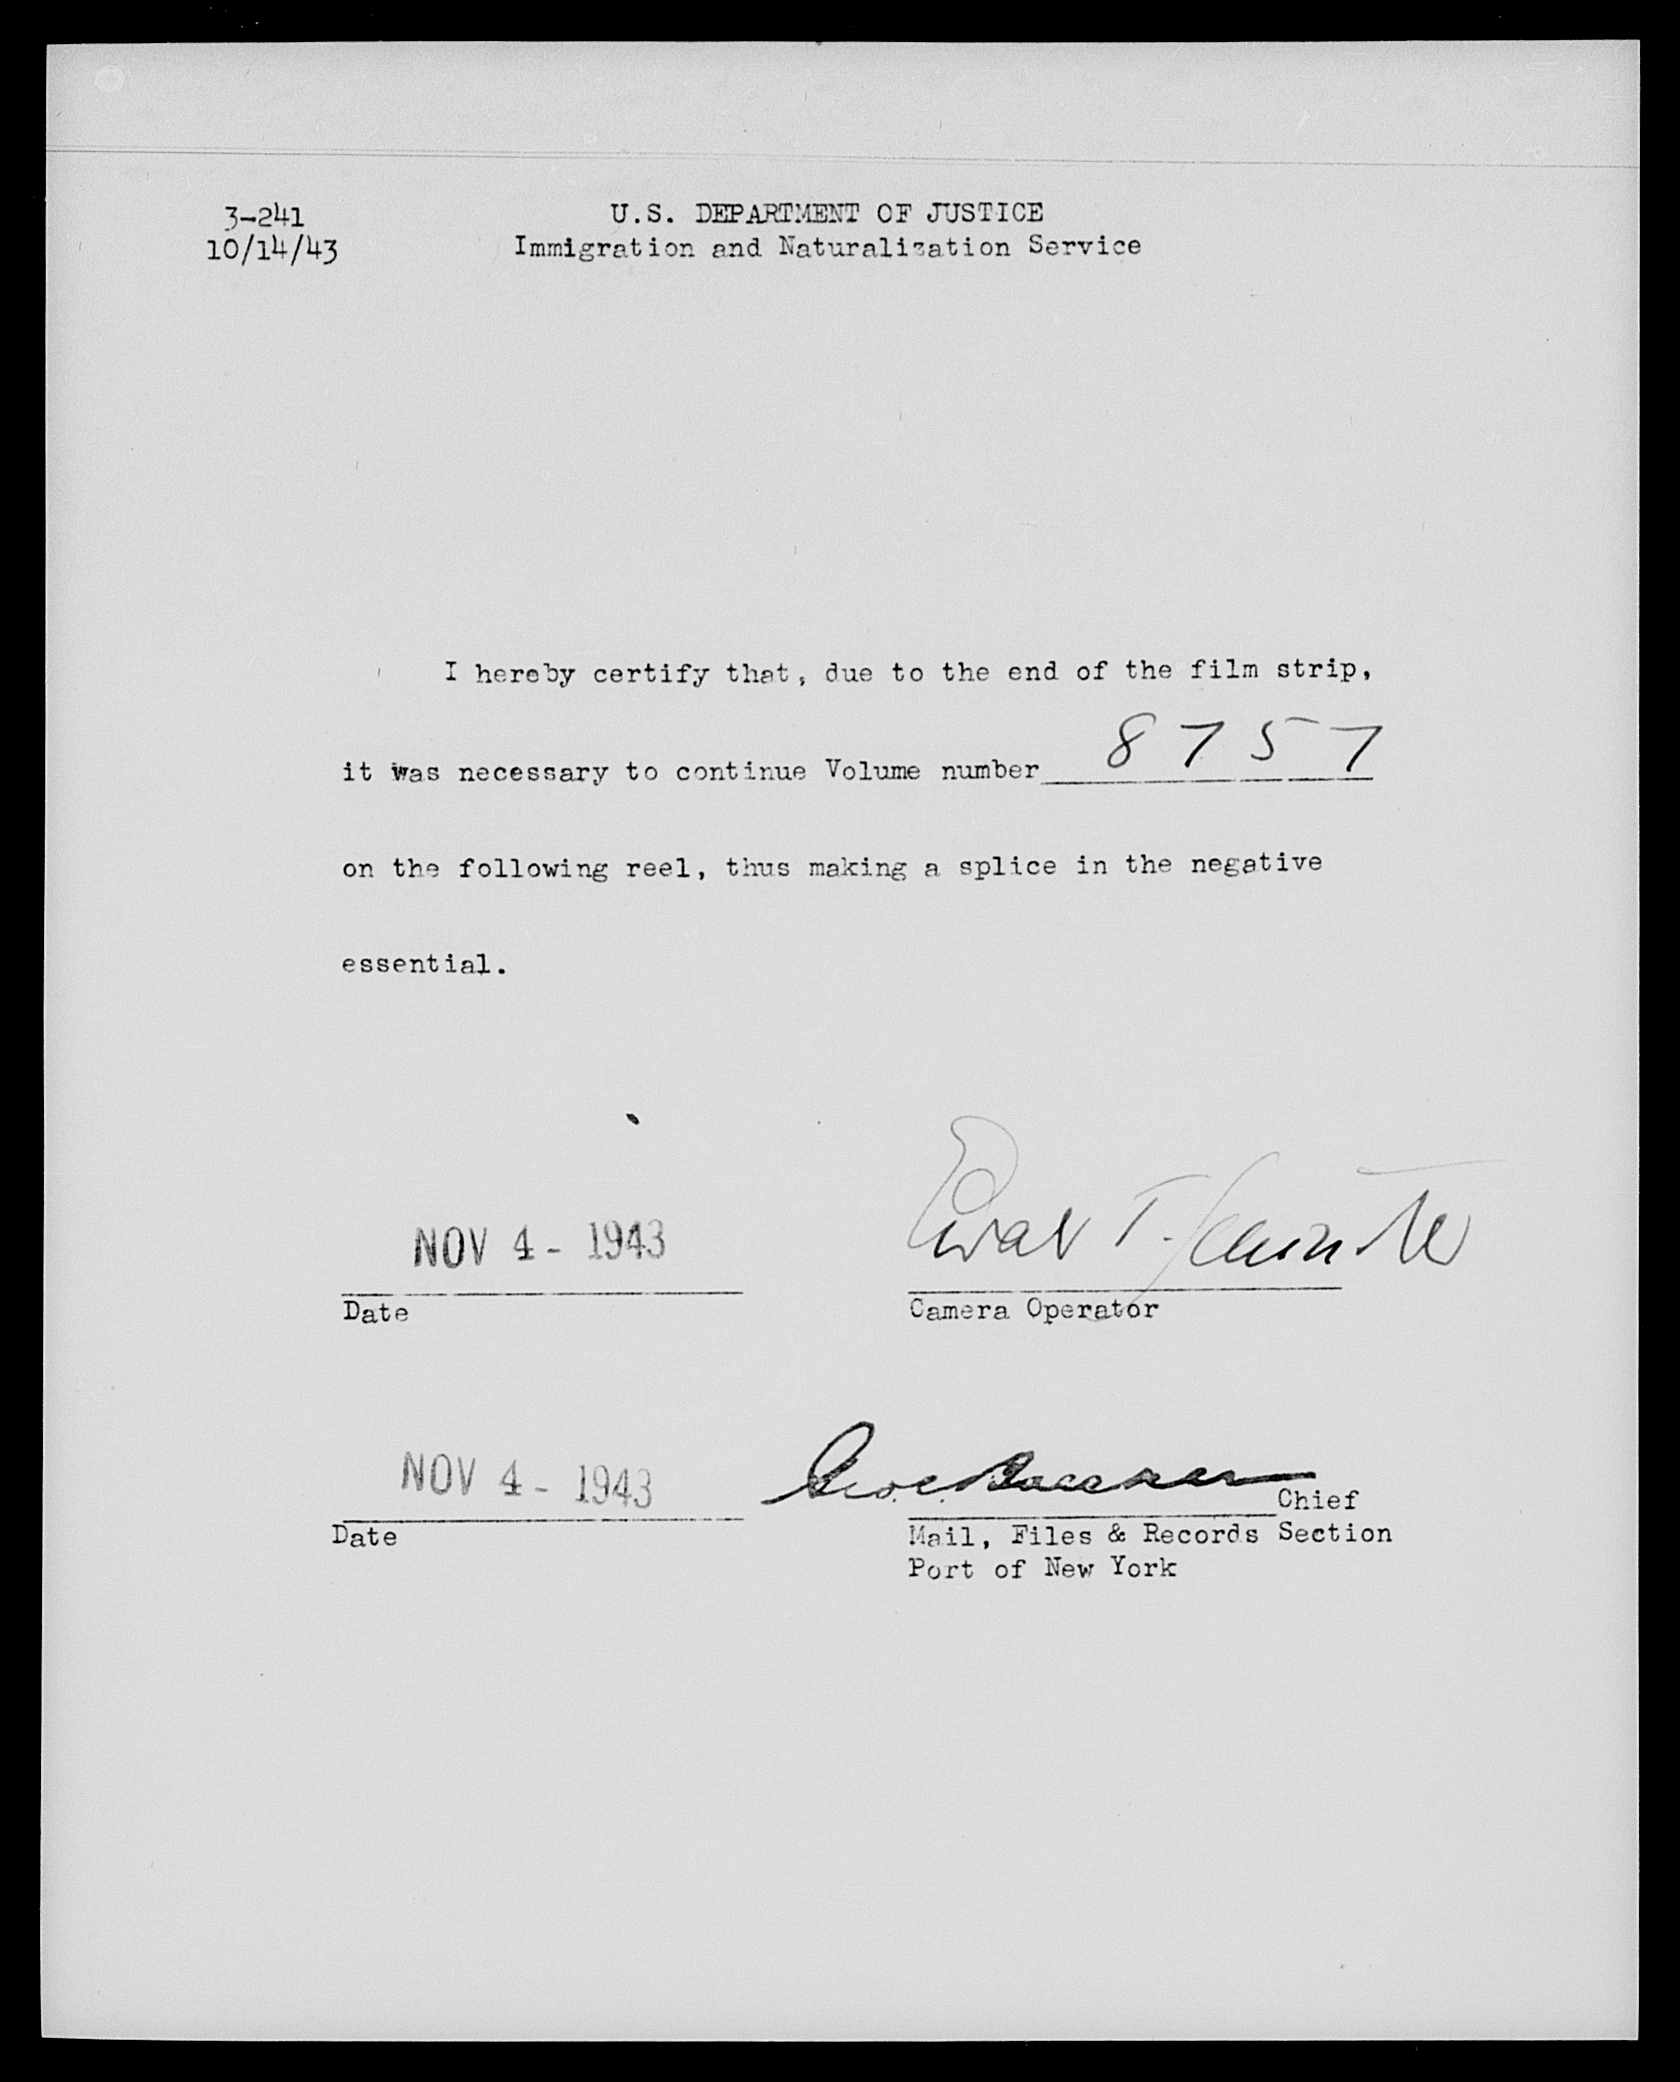 3-241
10/14/43
U.S. DEPARTMENT OF JUSTICE
Immigration and Naturalization Service
I hereby certify that, due to the end of the film strip,
it was necessary to continue Volume number 8757
on the following reel, thus making a splice in the negative
essential.
NOV 4 - 1943
Date
T.
Camera Operator
NOV 4 - 1943
Date
Chief
Mail, Files & Records Section
Port of New York